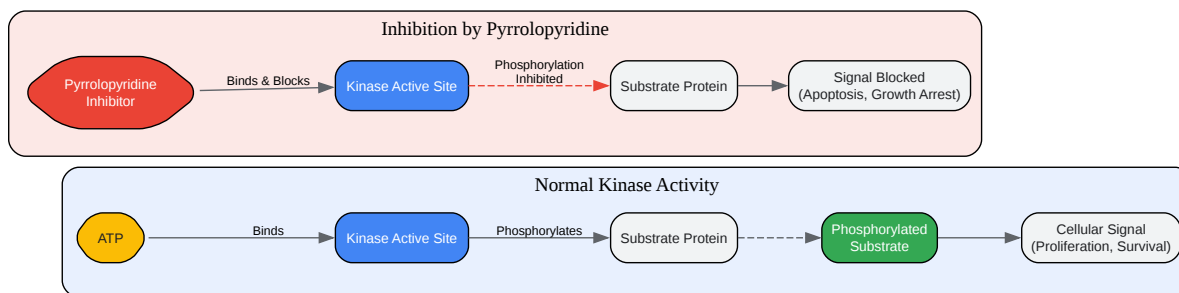 Inhibition by Pyrrolopyridine
Pyrrolopyridine
Inhibitor
Binds & Blocks
Kinase Active Site
Phosphorylation
Inhibited
Substrate Protein
Signal Blocked
(Apoptosis, Growth Arrest)
Normal Kinase Activity
ATP
Binds
Kinase Active Site
Phosphorylates
Substrate Protein
Phosphorylated
Substrate
Cellular Signal
(Proliferation, Survival)